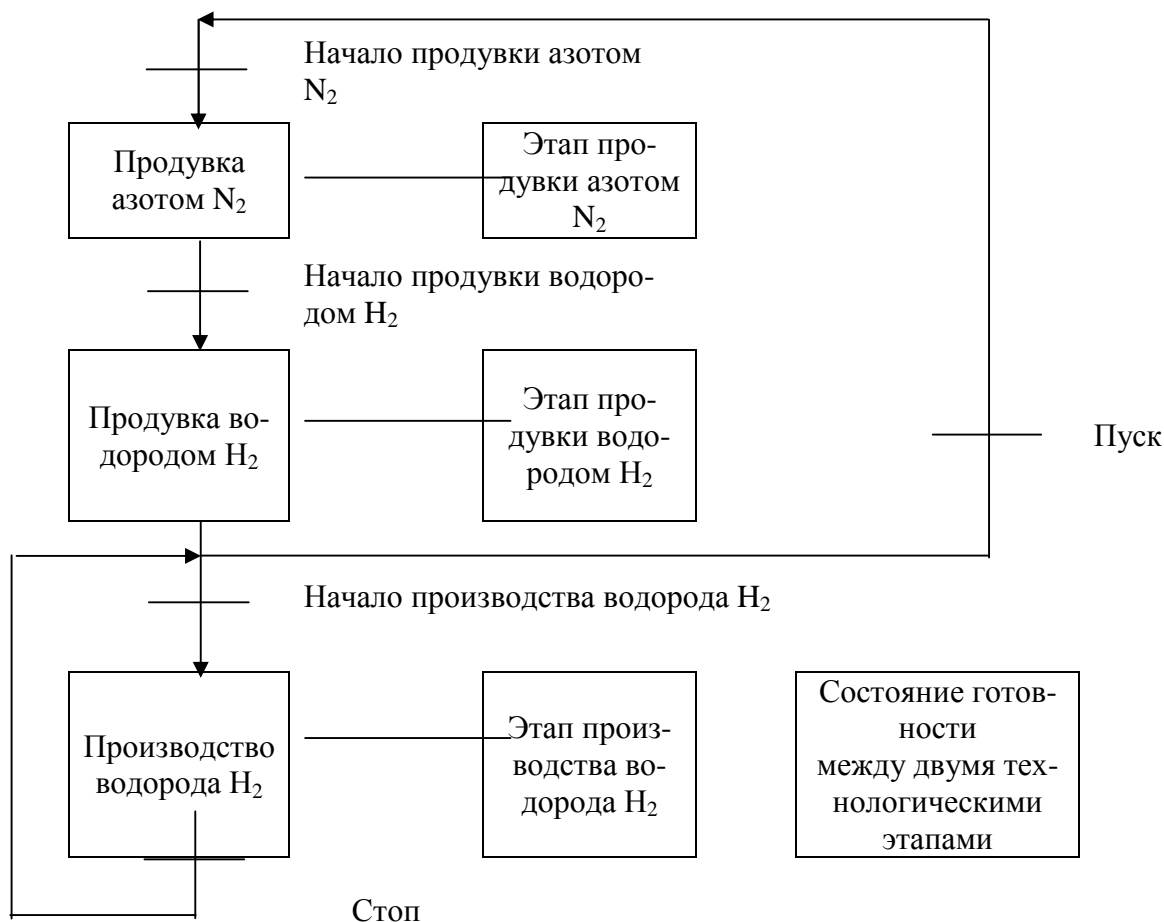 Начало продувки азотом
N₂
Продувка
азотом N₂
Этап про-
дувки азотом
N₂
Начало продувки водоро-
дом H₂
Продувка во-
дородом H₂
Этап про-
дувки водо-
родом H₂
Пуск
Начало производства водорода H₂
Производство
водорода H₂
Этап произ-
водства во-
дорода H₂
Состояние готов-
ности
между двумя тех-
нологическими
этапами
Стоп